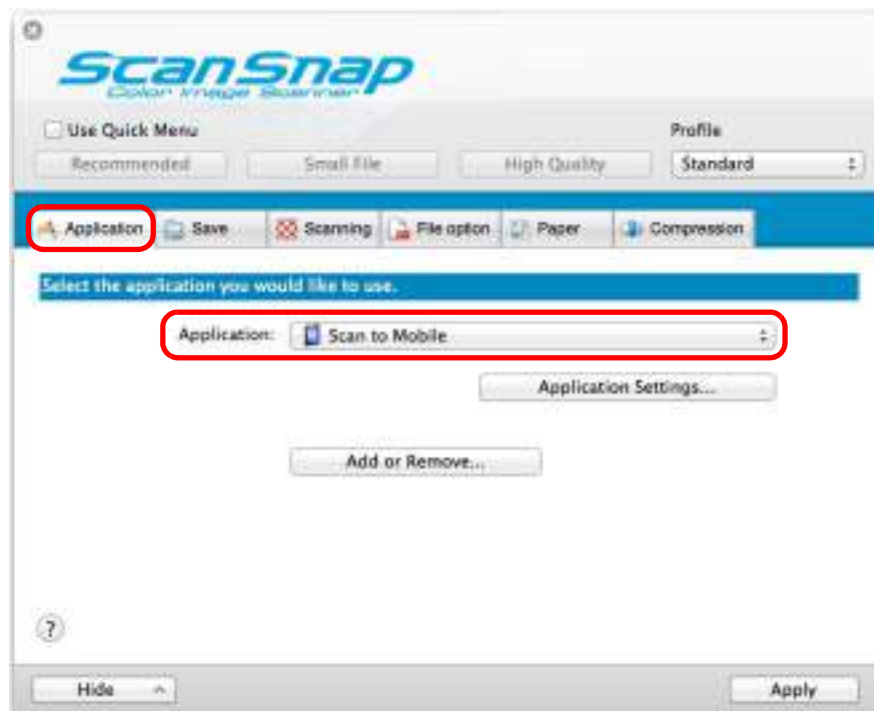 ScanSnap
Color Image Scanner
Use Quick Menu
Profile
Recommended Small File High Quality Standard
Application Save Scanning File option Paper Compression
Select the application you would like to use.
Application: Scan to Mobile
Application Settings...
Add or Remove...
?
Hide Apply